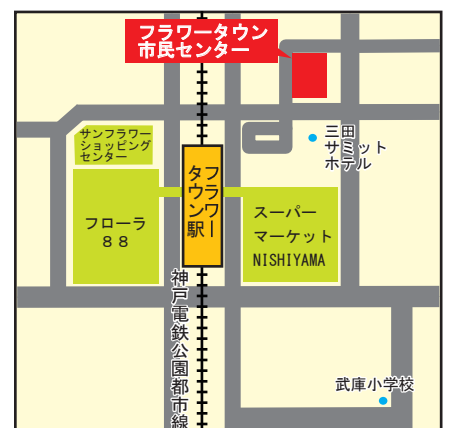 フラワータウン
市民センター
サンフラワー
ショッピング
センター
三田
サミット
ホテル
フラワー
タウン駅
フローラ
８８
スーパー
マーケット
NISHIYAMA
神戸電鉄公園都市線
武庫小学校